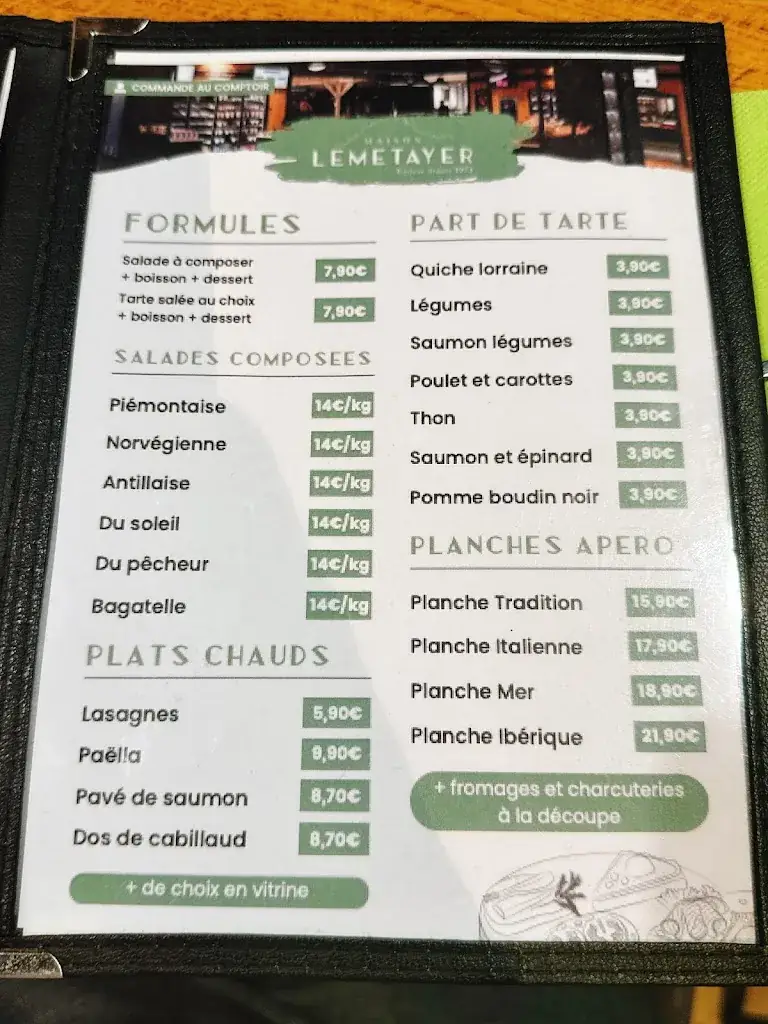 COMMANDE AU COMPTOIR
MAISON
LEMETAYER
FORMULES
Salade à composer
+ boisson + dessert 7,90€
Tarte salée au choix
+ boisson + dessert 7,90€
SALADES COMPOSEES
Piémontaise 14€/kg
Norvégienne 14€/kg
Antillaise 14€/kg
Du soleil 14€/kg
Du pêcheur 14€/kg
Bagatelle 14€/kg
PLATS CHAUDS
Lasagnes 5,90€
Paëlla 9,90€
Pavé de saumon 8,70€
Dos de cabillaud 8,70€
+ de choix en vitrine
PART DE TARTE
Quiche lorraine 3,90€
Légumes 3,90€
Saumon légumes 3,90€
Poulet et carottes 3,90€
Thon 3,90€
Saumon et épinard 3,90€
Pomme boudin noir 3,90€
PLANCHES APERO
Planche Tradition 15,90€
Planche Italienne 17,90€
Planche Mer 18,90€
Planche Ibérique 21,90€
+ fromages et charcuteries
à la découpe